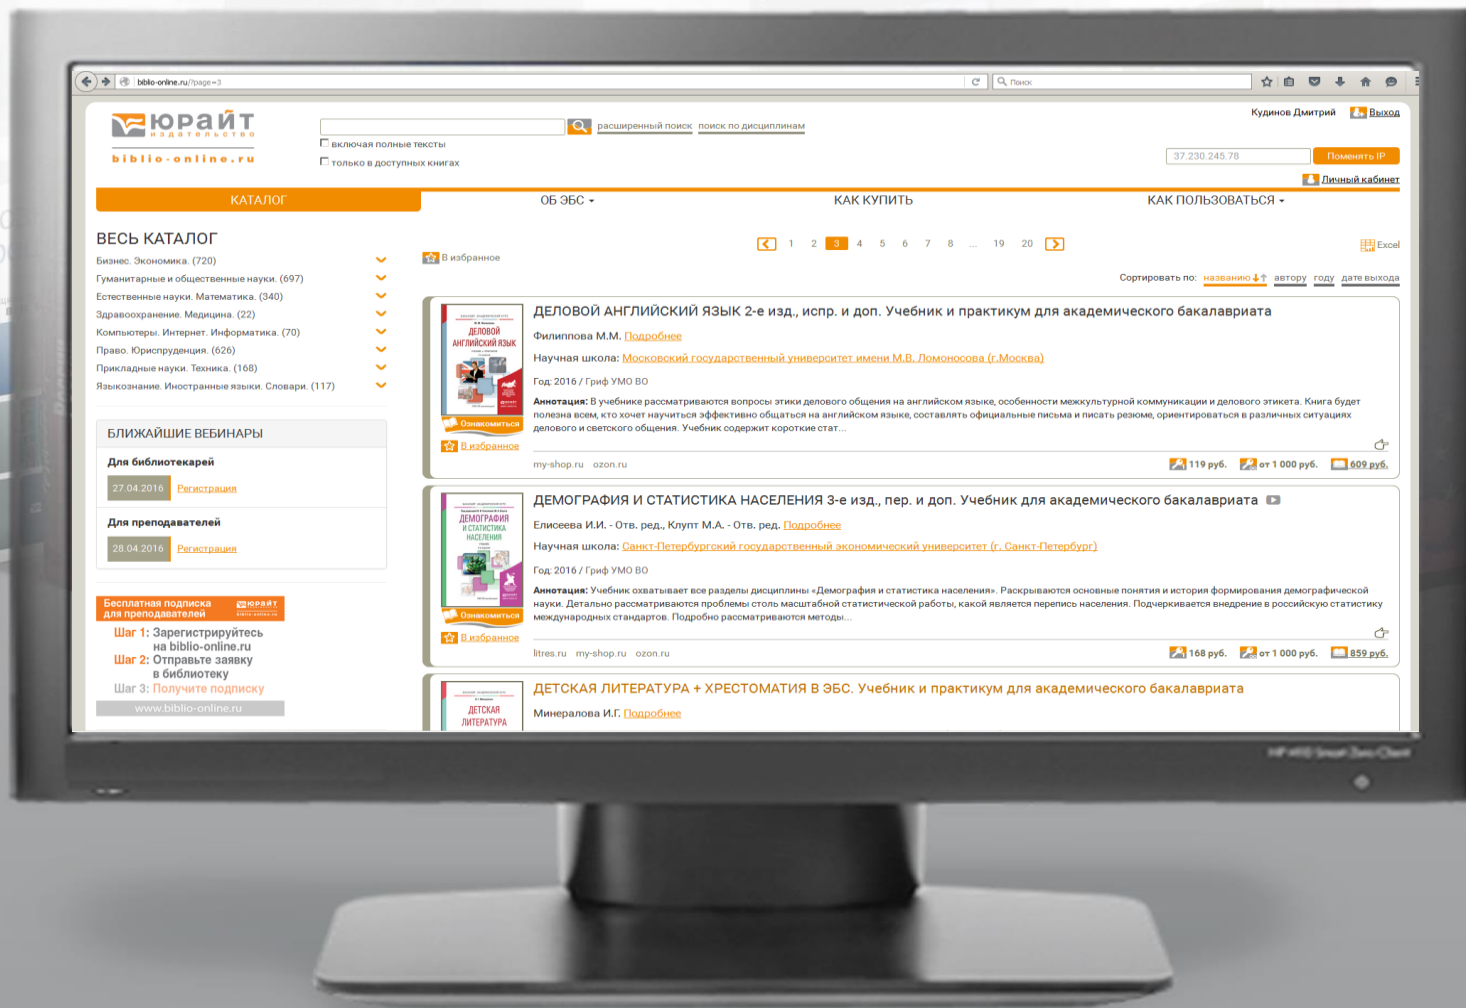 biblio-online.ru/?page=3
Поиск
юрайт
издательство
biblio-online.ru
расширенный поиск поиск по дисциплинам
включая полные тексты
только в доступных книгах
Кудинов Дмитрий Выход
37.230.245.78 Поменять IP
Личный кабинет
КАТАЛОГ ОБ ЭБС КАК КУПИТЬ КАК ПОЛЬЗОВАТЬСЯ
ВЕСЬ КАТАЛОГ
Бизнес. Экономика. (720)
Гуманитарные и общественные науки. (697)
Естественные науки. Математика. (340)
Здравоохранение. Медицина. (22)
Компьютеры. Интернет. Информатика. (70)
Право. Юриспруденция. (626)
Прикладные науки. Техника. (168)
Языкознание. Иностранные языки. Словари. (117)
БЛИЖАЙШИЕ ВЕБИНАРЫ
Для библиотекарей
27.04.2016 Регистрация
Для преподавателей
28.04.2016 Регистрация
Бесплатная подписка
для преподавателей
юрайт
biblio-online.ru
Шаг 1: Зарегистрируйтесь
на biblio-online.ru
Шаг 2: Отправьте заявку
в библиотеку
Шаг 3: Получите подписку
www.biblio-online.ru
1 2 3 4 5 6 7 8 ... 19 20
Excel
В избранное
Сортировать по: названию автору году дате выхода
ДЕЛОВОЙ
АНГЛИЙСКИЙ ЯЗЫК
Ознакомиться
В избранное
ДЕЛОВОЙ АНГЛИЙСКИЙ ЯЗЫК 2-е изд., испр. и доп. Учебник и практикум для академического бакалавриата
Филиппова М.М. Подробнее
Научная школа: Московский государственный университет имени М.В. Ломоносова (г.Москва)
Год: 2016 / Гриф УМО ВО
Аннотация: В учебнике рассматриваются вопросы этики делового общения на английском языке, особенности межкультурной коммуникации и делового этикета. Книга будет
полезна всем, кто хочет научиться эффективно общаться на английском языке, составлять официальные письма и писать резюме, ориентироваться в различных ситуациях
делового и светского общения. Учебник содержит короткие стат...
my-shop.ru ozon.ru
119 руб. от 1 000 руб. 609 руб.
ДЕМОГРАФИЯ
И СТАТИСТИКА
НАСЕЛЕНИЯ
Ознакомиться
В избранное
ДЕМОГРАФИЯ И СТАТИСТИКА НАСЕЛЕНИЯ 3-е изд., пер. и доп. Учебник для академического бакалавриата
Елисеева И.И. - Отв. ред., Клупт М.А. - Отв. ред. Подробнее
Научная школа: Санкт-Петербургский государственный экономический университет (г. Санкт-Петербург)
Год: 2016 / Гриф УМО ВО
Аннотация: Учебник охватывает все разделы дисциплины «Демография и статистика населения». Раскрываются основные понятия и история формирования демографической
науки. Детально рассматриваются проблемы столь масштабной статистической работы, какой является перепись населения. Подчеркивается внедрение в российскую статистику
международных стандартов. Подробно рассматриваются методы...
litres.ru my-shop.ru ozon.ru
168 руб. от 1 000 руб. 859 руб.
ДЕТСКАЯ
ЛИТЕРАТУРА
ДЕТСКАЯ ЛИТЕРАТУРА + ХРЕСТОМАТИЯ В ЭБС. Учебник и практикум для академического бакалавриата
Минералова И.Г. Подробнее